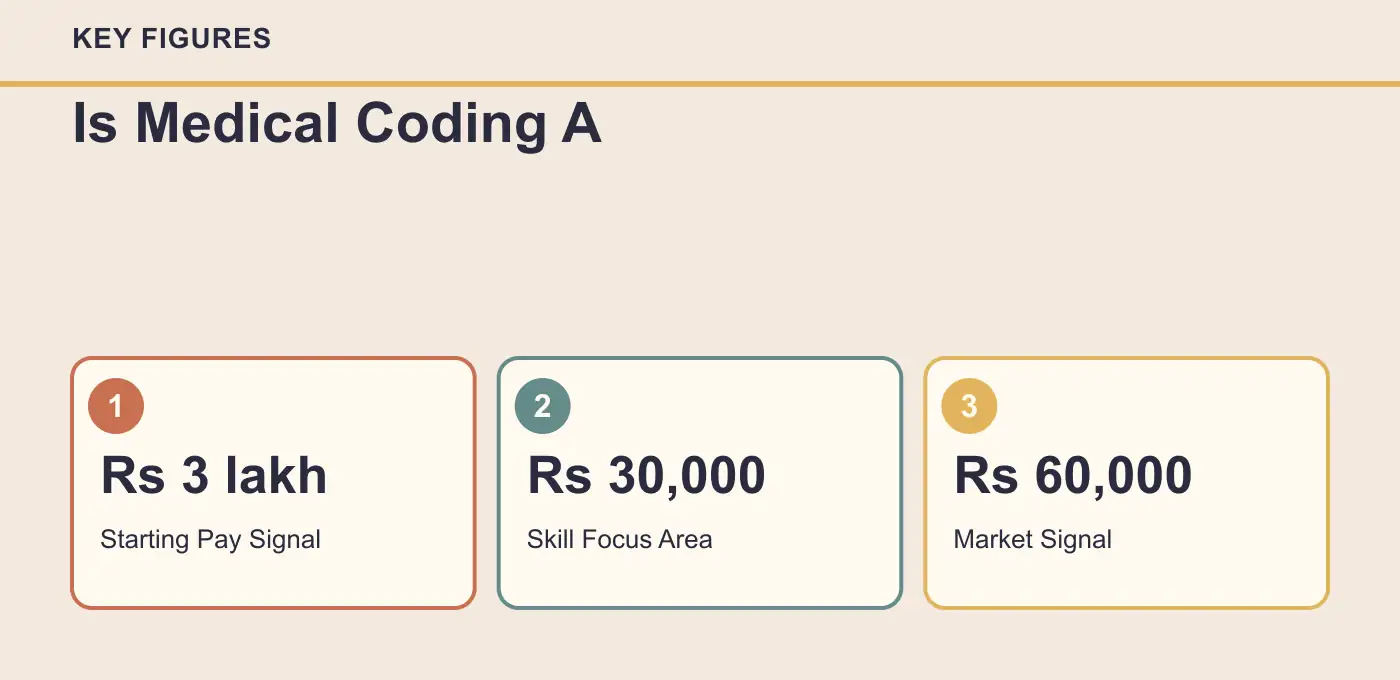 KEY FIGURES
Is Medical Coding A
1
Rs 3 lakh
Starting Pay Signal
2
Rs 30,000
Skill Focus Area
3
Rs 60,000
Market Signal